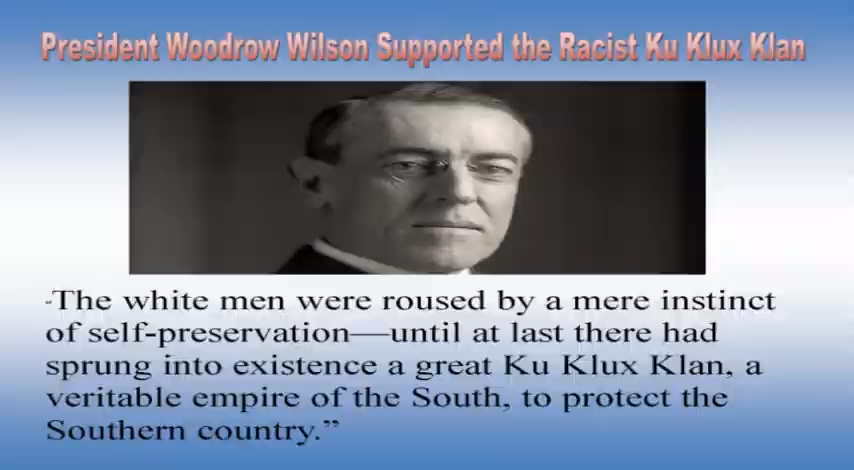 President Woodrow Wilson Supported the Racist Ku Klux Klan
-The white men were roused by a mere instinct
of self-preservation—until at last there had
sprung into existence a great Ku Klux Klan, a
veritable empire of the South, to protect the
Southern country.”